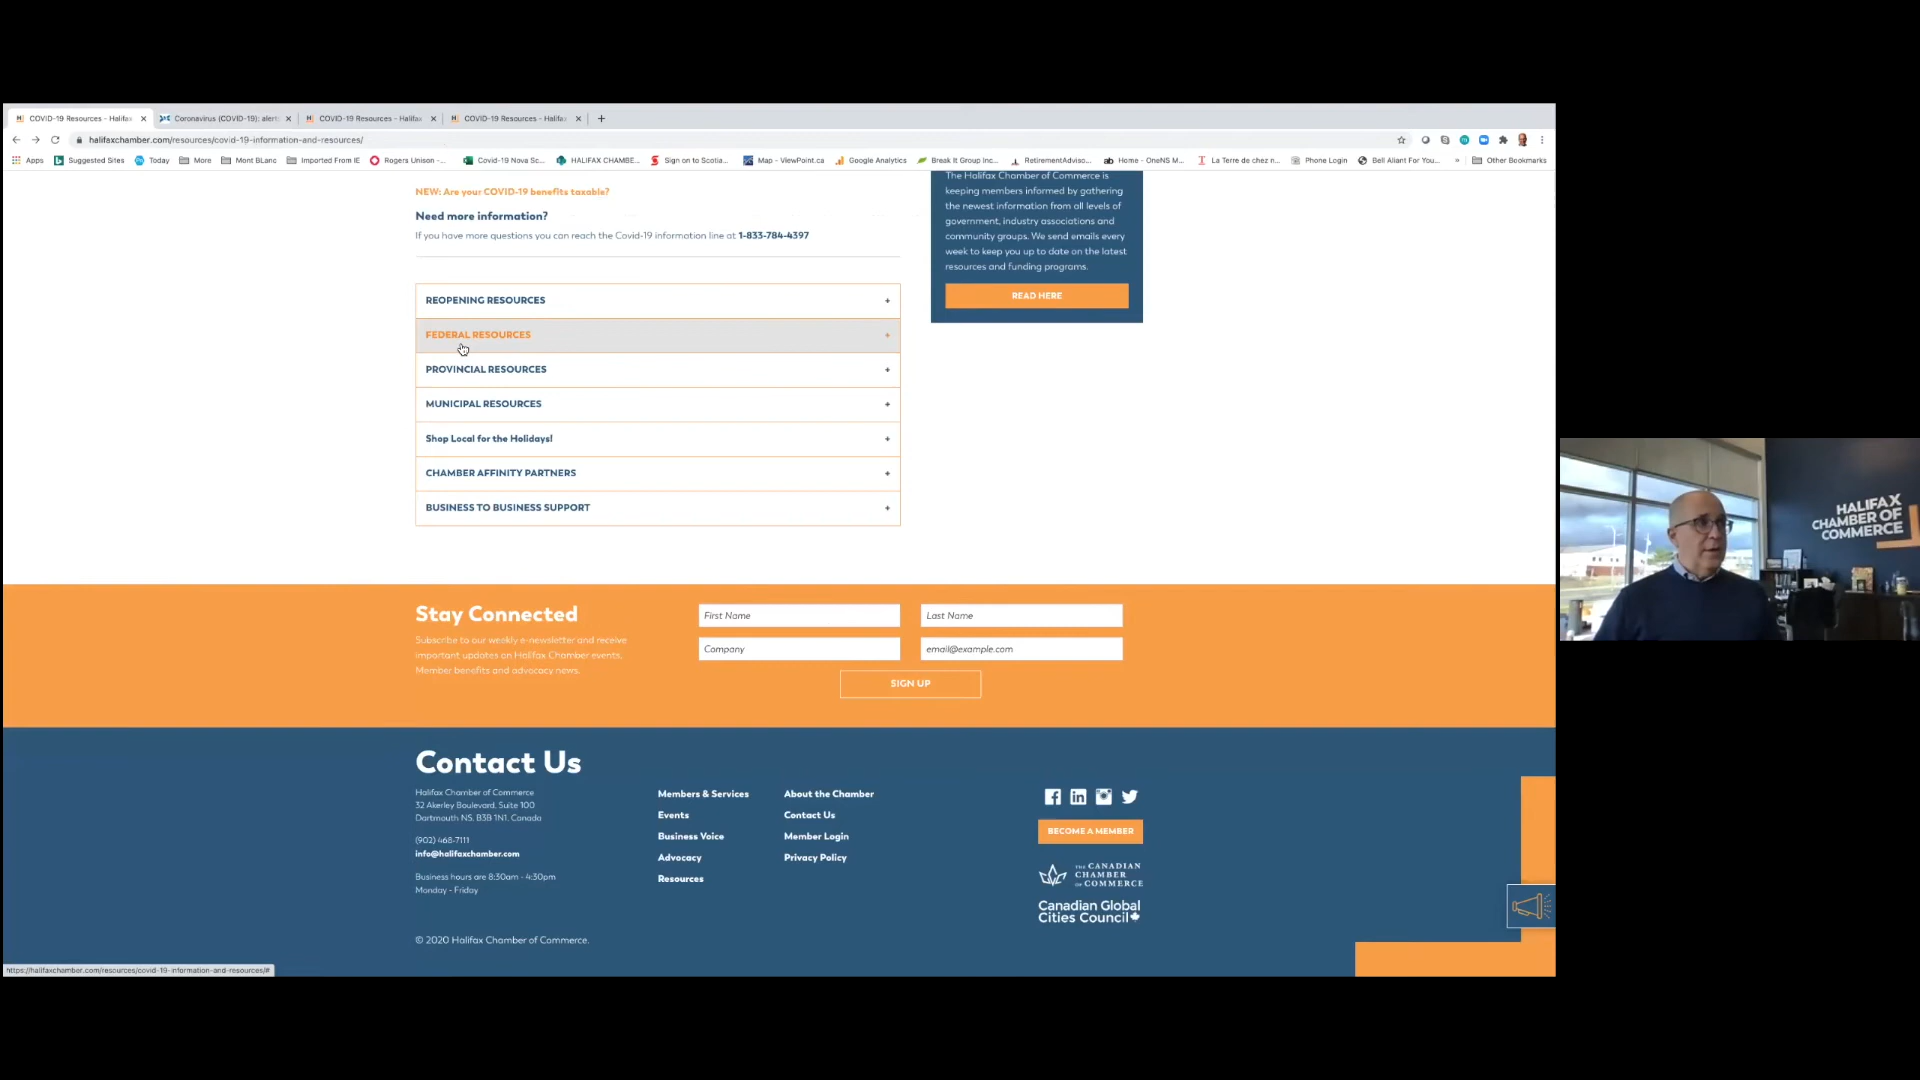 COVID-19 Resources - Halifax
Coronavirus (COVID-19): alert
COVID-19 Resources - Halifax
COVID-19 Resources - Halifax
halifaxchamber.com/resources/covid-19-information-and-resources/
Apps
Suggested Sites
Today
More
Mont BLanc
Imported From IE
Rogers Unison -...
Covid-19 Nova Sc...
HALIFAX CHAMBE...
Sign on to Scotia...
Map - ViewPoint.ca
Google Analytics
Break It Group Inc...
RetirementAdviso...
Home - OneNS M...
La Terre de chez n...
Phone Login
Bell Aliant For You...
»
Other Bookmarks
NEW: Are your COVID-19 benefits taxable?
Need more information?
If you have more questions you can reach the Covid-19 information line at 1-833-784-4397
REOPENING RESOURCES +
FEDERAL RESOURCES +
PROVINCIAL RESOURCES +
MUNICIPAL RESOURCES +
Shop Local for the Holidays! +
CHAMBER AFFINITY PARTNERS +
BUSINESS TO BUSINESS SUPPORT +
The Halifax Chamber of Commerce is
keeping members informed by gathering
the newest information from all levels of
government, industry associations and
community groups. We send emails every
week to keep you up to date on the latest
resources and funding programs.
READ HERE
HALIFAX
CHAMBER OF
COMMERCE
Stay Connected
Subscribe to our weekly e-newsletter and receive
important updates on Halifax Chamber events,
Member benefits and advocacy news.
First Name
Last Name
Company
email@example.com
SIGN UP
Contact Us
Halifax Chamber of Commerce
32 Akerley Boulevard, Suite 100
Dartmouth NS, B3B 1N1, Canada
(902) 468-7111
info@halifaxchamber.com
Business hours are 8:30am - 4:30pm
Monday - Friday
© 2020 Halifax Chamber of Commerce.
Members & Services
Events
Business Voice
Advocacy
Resources
About the Chamber
Contact Us
Member Login
Privacy Policy
BECOME A MEMBER
THE CANADIAN
CHAMBER
OF COMMERCE
Canadian Global
Cities Council
https://halifaxchamber.com/resources/covid-19-information-and-resources/#